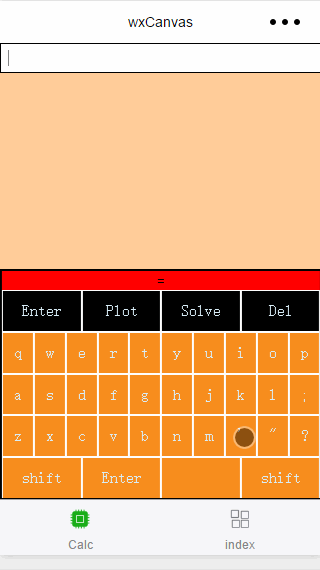 wxCanvas
=
Enter Plot Solve Del
q w e r t y u i o p
a s d f g h j k l ;
z x c v b n m " ?
shift Enter shift
Calc index